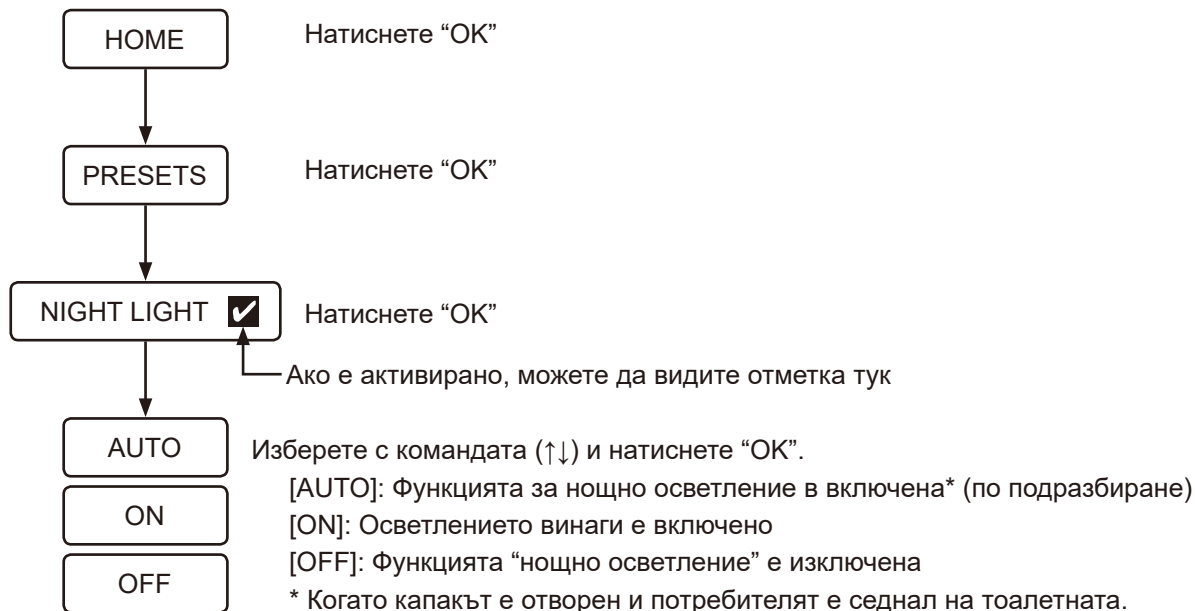 HOME Натиснете “OK”
PRESETS Натиснете “OK”
NIGHT LIGHT ✔ Натиснете “OK”
Ако е активирано, можете да видите отметка тук
AUTO Изберете с командата (↑↓) и натиснете “OK”.
[AUTO]: Функцията за нощно осветление в включена* (по подразбиране)
ON
[ON]: Осветлението винаги е включено
[OFF]: Функцията “нощно осветление” е изключена
OFF
* Когато капакът е отворен и потребителят е седнал на тоалетната.